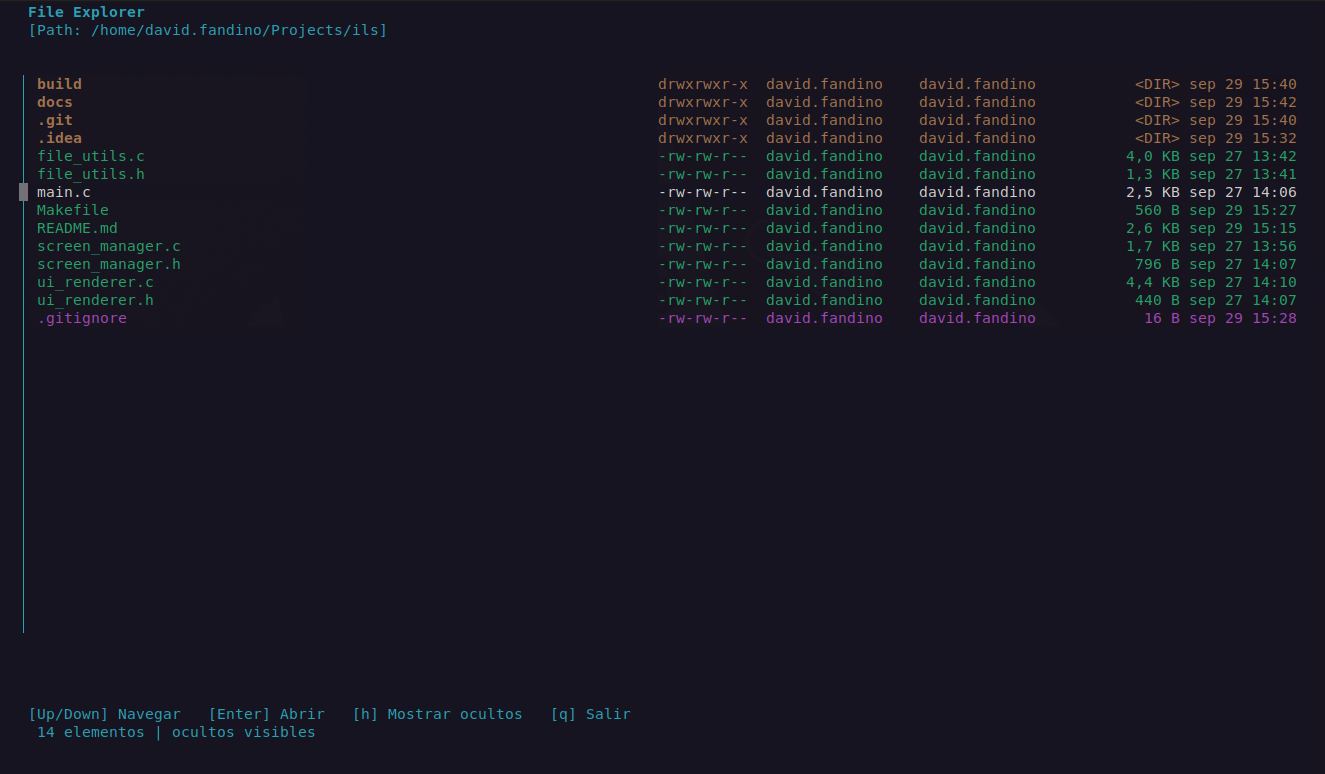 File Explorer
[Path: /home/david.fandino/Projects/ils]
build drwxrwxr-x david.fandino david.fandino <DIR> sep 29 15:40
docs drwxrwxr-x david.fandino david.fandino <DIR> sep 29 15:42
.git drwxrwxr-x david.fandino david.fandino <DIR> sep 29 15:40
.idea drwxrwxr-x david.fandino david.fandino <DIR> sep 29 15:32
file_utils.c -rw-rw-r-- david.fandino david.fandino 4,0 KB sep 27 13:42
file_utils.h -rw-rw-r-- david.fandino david.fandino 1,3 KB sep 27 13:41
main.c -rw-rw-r-- david.fandino david.fandino 2,5 KB sep 27 14:06
Makefile -rw-rw-r-- david.fandino david.fandino 560 B sep 29 15:27
README.md -rw-rw-r-- david.fandino david.fandino 2,6 KB sep 29 15:15
screen_manager.c -rw-rw-r-- david.fandino david.fandino 1,7 KB sep 27 13:56
screen_manager.h -rw-rw-r-- david.fandino david.fandino 796 B sep 27 14:07
ui_renderer.c -rw-rw-r-- david.fandino david.fandino 4,4 KB sep 27 14:10
ui_renderer.h -rw-rw-r-- david.fandino david.fandino 440 B sep 27 14:07
.gitignore -rw-rw-r-- david.fandino david.fandino 16 B sep 29 15:28
[Up/Down] Navegar [Enter] Abrir [h] Mostrar ocultos [q] Salir
14 elementos | ocultos visibles